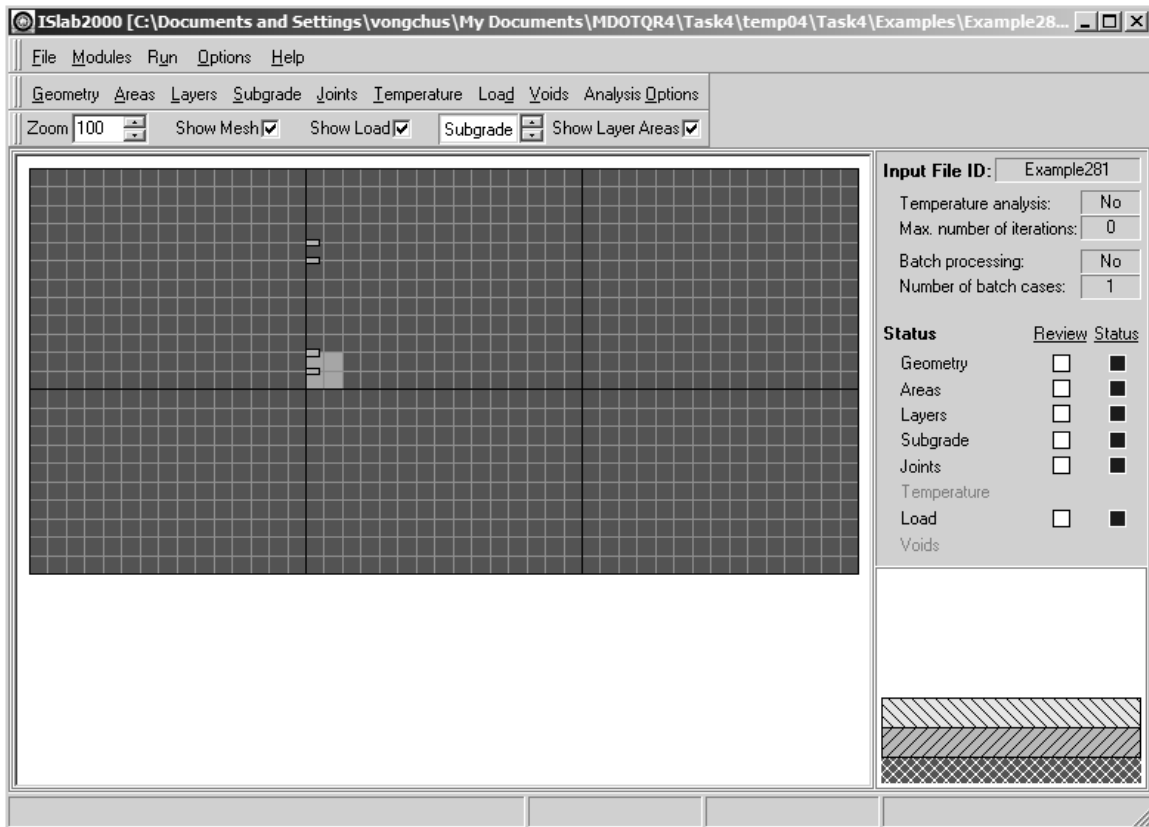 ISlab2000 [C:\Documents and Settings\vongchus\My Documents\MDOTQR4\Task4\temp04\Task4\Examples\Example28...
File Modules Run Options Help
Geometry Areas Layers Subgrade Joints Temperature Load Voids Analysis Options
Zoom 100 Show Mesh Show Load Subgrade Show Layer Areas
Input File ID: Example281
Temperature analysis: No
Max. number of iterations: 0
Batch processing: No
Number of batch cases: 1
Status Review Status
Geometry
Areas
Layers
Subgrade
Joints
Temperature
Load
Voids